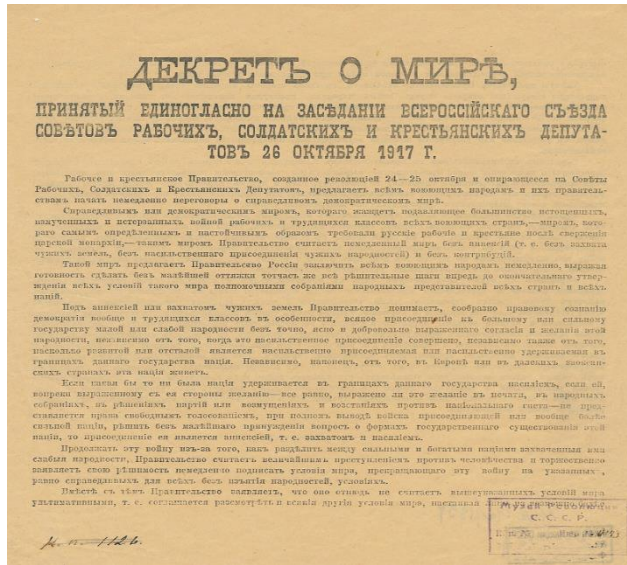 ДЕКРЕТЪ О МИРѢ,
ПРИНЯТЫЙ ЕДИНОГЛАСНО НА ЗАСѢДАНІИ ВСЕРОССІЙСКАГО СЪѢЗДА
СОВѢТОВЪ РАБОЧИХЪ, СОЛДАТСКИХЪ И КРЕСТЬЯНСКИХЪ ДЕПУТА-
ТОВЪ 26 ОКТЯБРЯ 1917 Г.
Рабочее и крестьянское Правительство, созданное революціей 24—25 октября и опирающееся на Совѣты
Рабочихъ, Солдатскихъ и Крестьянскихъ Депутатовъ, предлагаетъ всѣмъ воюющимъ народамъ и ихъ правитель-
ствамъ начать немедленно переговоры о справедливомъ демократическомъ мирѣ.
Справедливымъ или демократическимъ миромъ, котораго жаждетъ подавляющее большинство истощенныхъ,
измученныхъ и истерзанныхъ войной рабочихъ и трудящихся классовъ всѣхъ воюющихъ странъ,—миромъ, кото-
раго самымъ опредѣленнымъ и настойчивымъ образомъ требовали русскіе рабочіе и крестьяне послѣ сверженія
царской монархіи,—такимъ миромъ Правительство считаетъ немедленный миръ безъ аннексій (т. е. безъ захвата
чужихъ земель, безъ насильственнаго присоединенія чужихъ народностей) и безъ контрибуцій.
Такой миръ предлагаетъ Правительство Россіи заключить всѣмъ воюющимъ народамъ немедленно, выражая
готовность сдѣлать безъ малѣйшей оттяжки тотчасъ же всѣ рѣшительные шаги впредь до окончательнаго утвер-
жденія всѣхъ условій такого мира полномочными собраніями народныхъ представителей всѣхъ странъ и всѣхъ
націй.
Подъ аннексіей или захватомъ чужихъ земель Правительство понимаетъ, сообразно правовому сознанію
демократіи вообще и трудящихся классовъ въ особенности, всякое присоединеніе къ большому или сильному
государству малой или слабой народности безъ точно, ясно и добровольно выраженнаго согласія и желанія этой
народности, независимо отъ того, когда это насильственное присоединеніе совершено, независимо также отъ того,
насколько развитой или отсталой является насильственно присоединяемая или насильственно удерживаемая въ
границахъ даннаго государства нація. Независимо, наконецъ, отъ того, въ Европѣ или въ далекихъ заокеан-
скихъ странахъ эта нація живетъ.
Если какая бы то ни была нація удерживается въ границахъ даннаго государства насиліемъ, если ей,
вопреки выраженному съ ея стороны желанію—все равно, выражено ли это желаніе въ печати, въ народныхъ
собраніяхъ, въ рѣшеніяхъ партій или возмущеніяхъ и возстаніяхъ противъ національнаго гнета—не пред-
ставляется права свободнымъ голосованіемъ, при полномъ выводѣ войска присоединяющей или вообще болѣе
сильной націи, рѣшить безъ малѣйшаго принужденія вопросъ о формахъ государственнаго существованія этой
націи, то присоединеніе ея является аннексіей, т. е. захватомъ и насиліемъ.
Продолжать эту войну изъ-за того, какъ раздѣлить между сильными и богатыми націями захваченныя ими
слабыя народности, Правительство считаетъ величайшимъ преступленіемъ противъ человѣчества и торжественно
заявляетъ свою рѣшимость немедленно подписать условія мира, прекращающаго эту войну на указанныхъ,
равно справедливыхъ для всѣхъ безъ изъятія народностей, условіяхъ.
Вмѣстѣ съ тѣмъ Правительство заявляетъ, что оно отнюдь не считаетъ вышеуказанныхъ условій мира
ультимативными, т. е. соглашается разсмотрѣть и всякія другія условія мира, настаивая
Музей Революции
С. С. С. Р.
1126